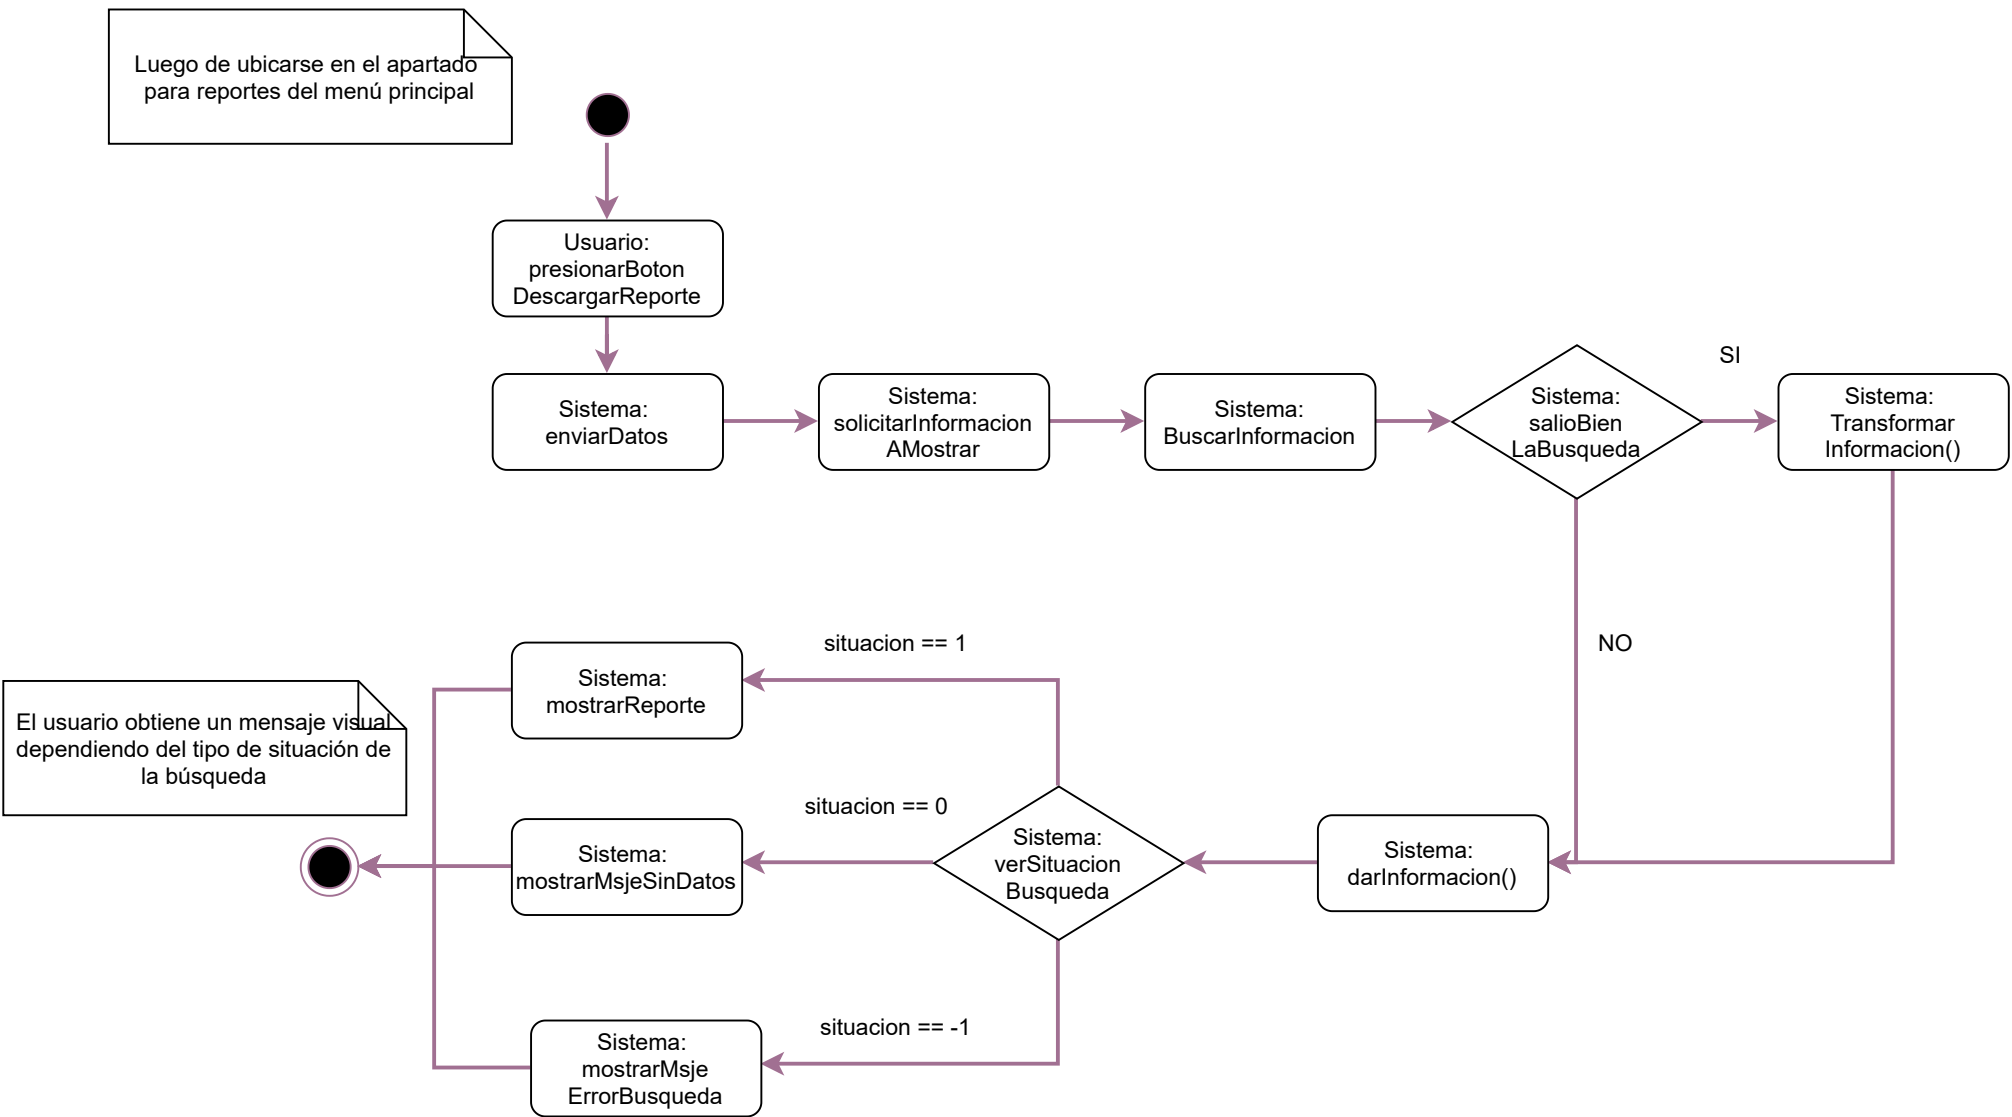 Luego de ubicarse en el apartado
para reportes del menú principal
Usuario:
presionarBoton
DescargarReporte
Sistema:
enviarDatos
Sistema:
solicitarInformacion
AMostrar
Sistema:
BuscarInformacion
Sistema:
salioBien
LaBusqueda
SI
Sistema:
Transformar
Informacion()
NO
situacion == 1
Sistema:
mostrarReporte
El usuario obtiene un mensaje visual
dependiendo del tipo de situación de
la búsqueda
situacion == 0
Sistema:
mostrarMsjeSinDatos
Sistema:
verSituacion
Busqueda
Sistema:
darInformacion()
situacion == -1
Sistema:
mostrarMsje
ErrorBusqueda